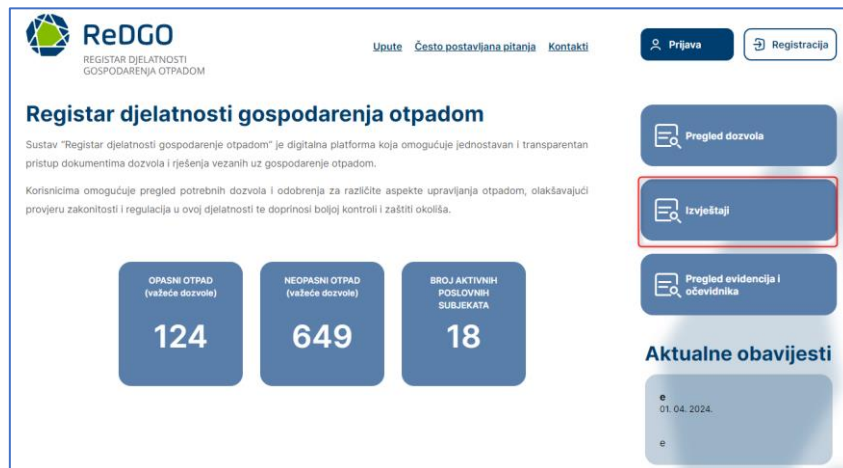 ReDGO
REGISTAR DJELATNOSTI
GOSPODARENJA OTPADOM
Upute Često postavljana pitanja Kontakti
Prijava
Registracija
Registar djelatnosti gospodarenja otpadom
Sustav "Registar djelatnosti gospodarenje otpadom" je digitalna platforma koja omogućuje jednostavan i transparentan
pristup dokumentima dozvola i rješenja vezanih uz gospodarenje otpadom.
Korisnicima omogućuje pregled potrebnih dozvola i odobrenja za različite aspekte upravljanja otpadom, olakšavajući
provjeru zakonitosti i regulacija u ovoj djelatnosti te doprinosi boljoj kontroli i zaštiti okoliša.
OPASNI OTPAD
(važeće dozvole)
124
NEOPASNI OTPAD
(važeće dozvole)
649
BROJ AKTIVNIH
POSLOVNIH
SUBJEKATA
18
Pregled dozvola
Izvještaji
Pregled evidencija i
očevidnika
Aktualne obavijesti
e
01. 04. 2024.
e